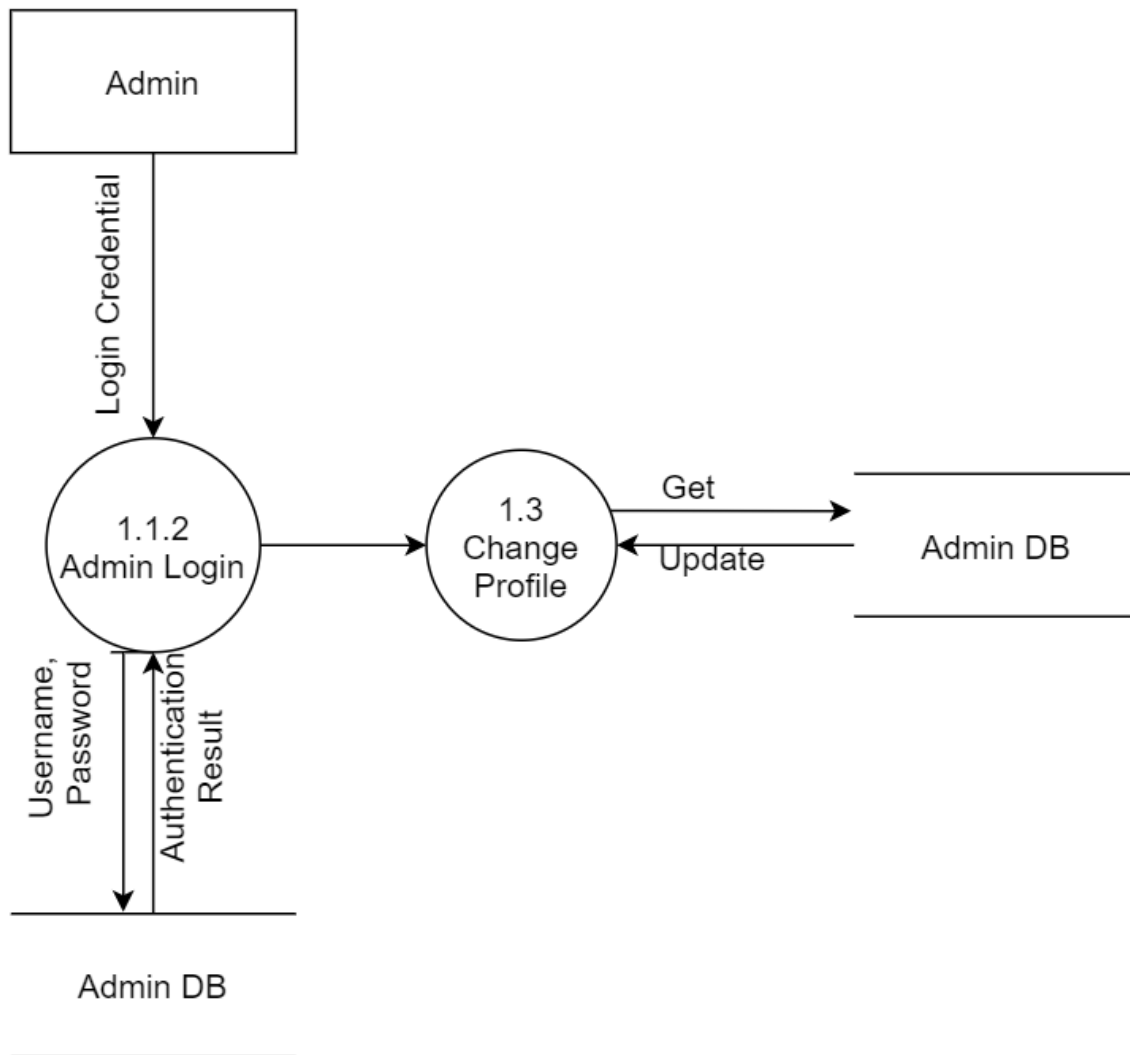 Admin
Login Credential
1.1.2
Admin Login
1.3
Change
Profile
Get
Update
Admin DB
Username,
Password
Authentication
Result
Admin DB